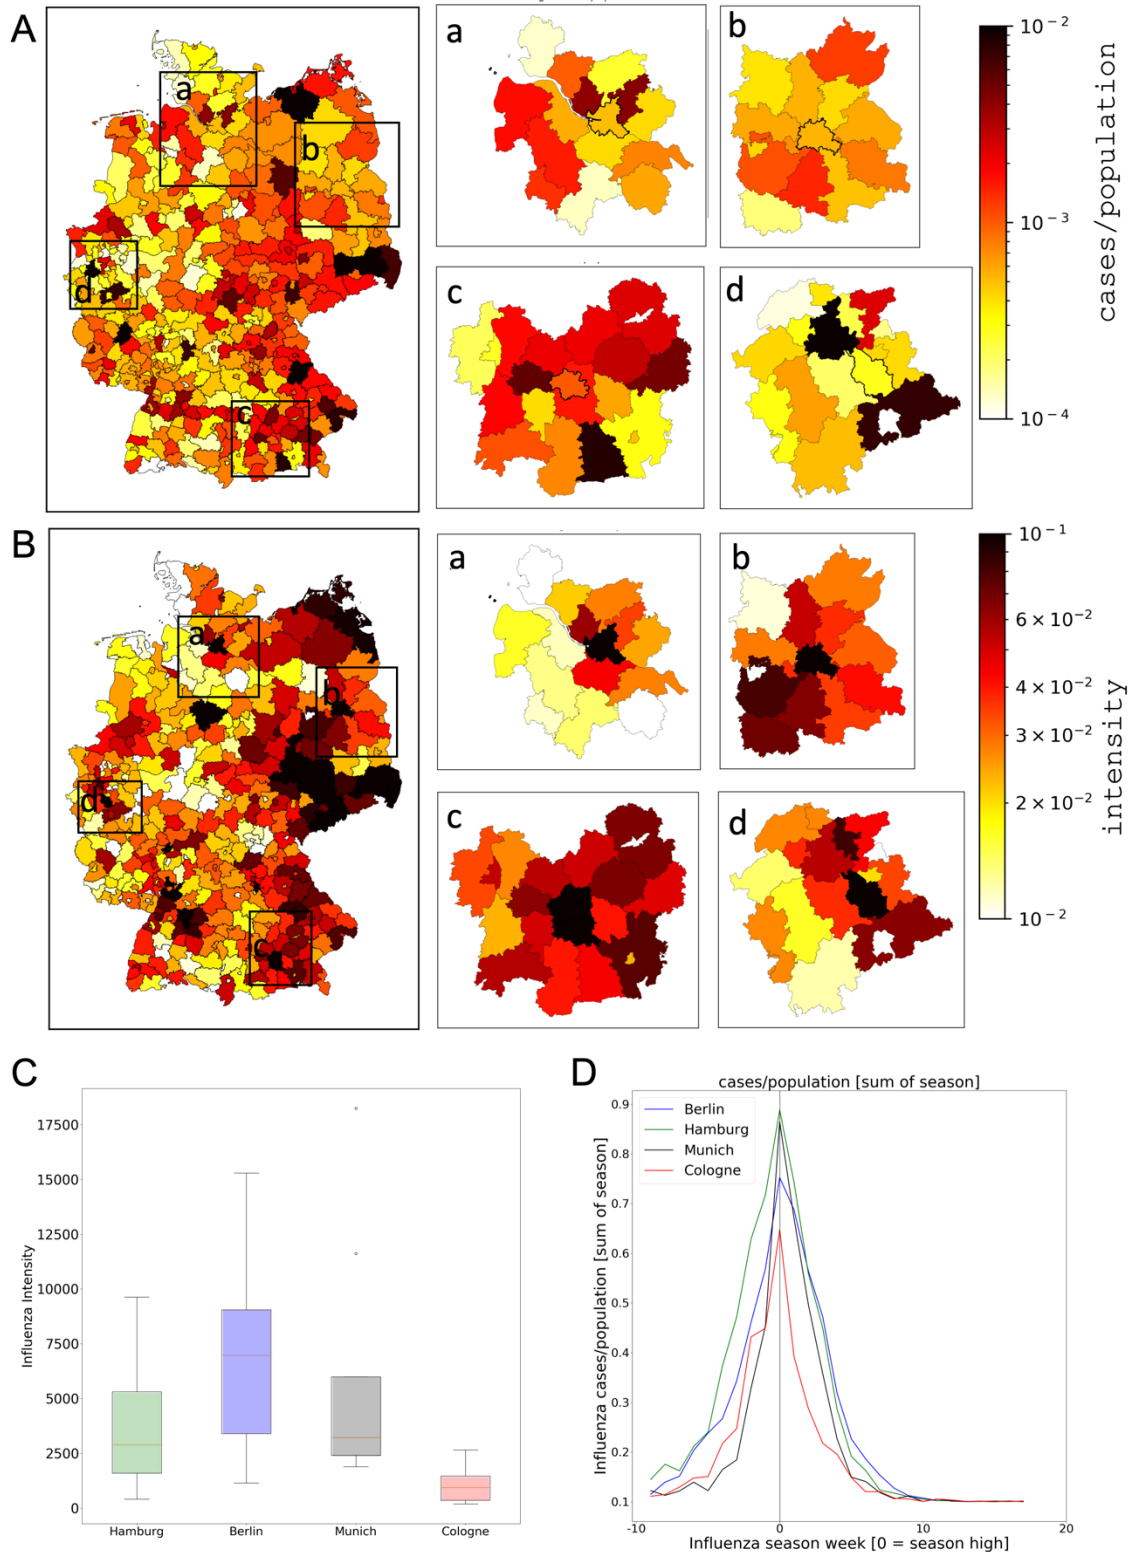 A
a
b
c
d
a
b
c
d
10⁻²
10⁻³
10⁻⁴
cases/population
B
a
b
c
d
a
b
c
d
10⁻¹
6 × 10⁻²
4 × 10⁻²
3 × 10⁻²
2 × 10⁻²
10⁻²
intensity
C
17500
15000
12500
10000
7500
5000
2500
0
Influenza Intensity
Hamburg Berlin Munich Cologne
D
cases/population [sum of season]
Berlin
Hamburg
Munich
Cologne
0.9
0.8
0.7
0.6
0.5
0.4
0.3
0.2
0.1
Influenza cases/population [sum of season]
-10 0 10 20
Influenza season week [0 = season high]